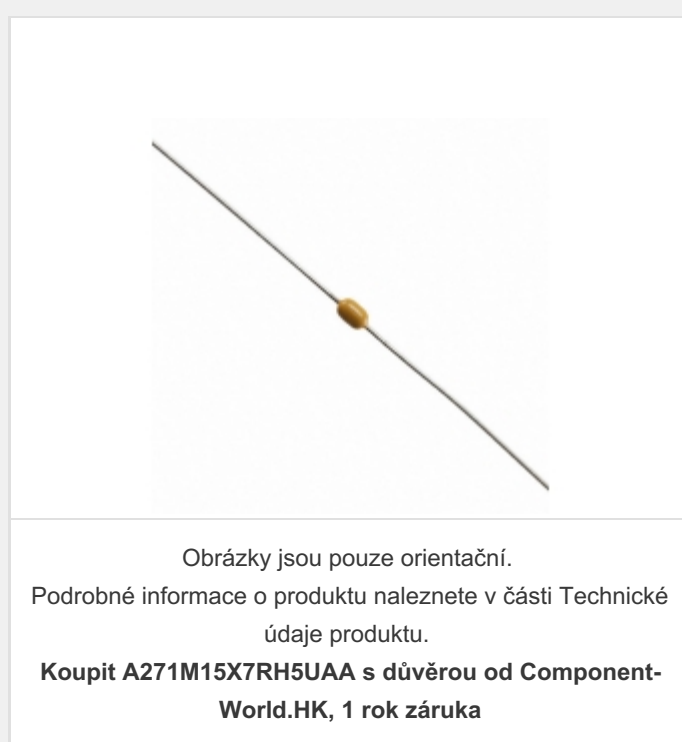 Obrázky jsou pouze orientační.
Podrobné informace o produktu naleznete v části Technické
údaje produktu.
Koupit A271M15X7RH5UAA s důvěrou od Component-
World.HK, 1 rok záruka